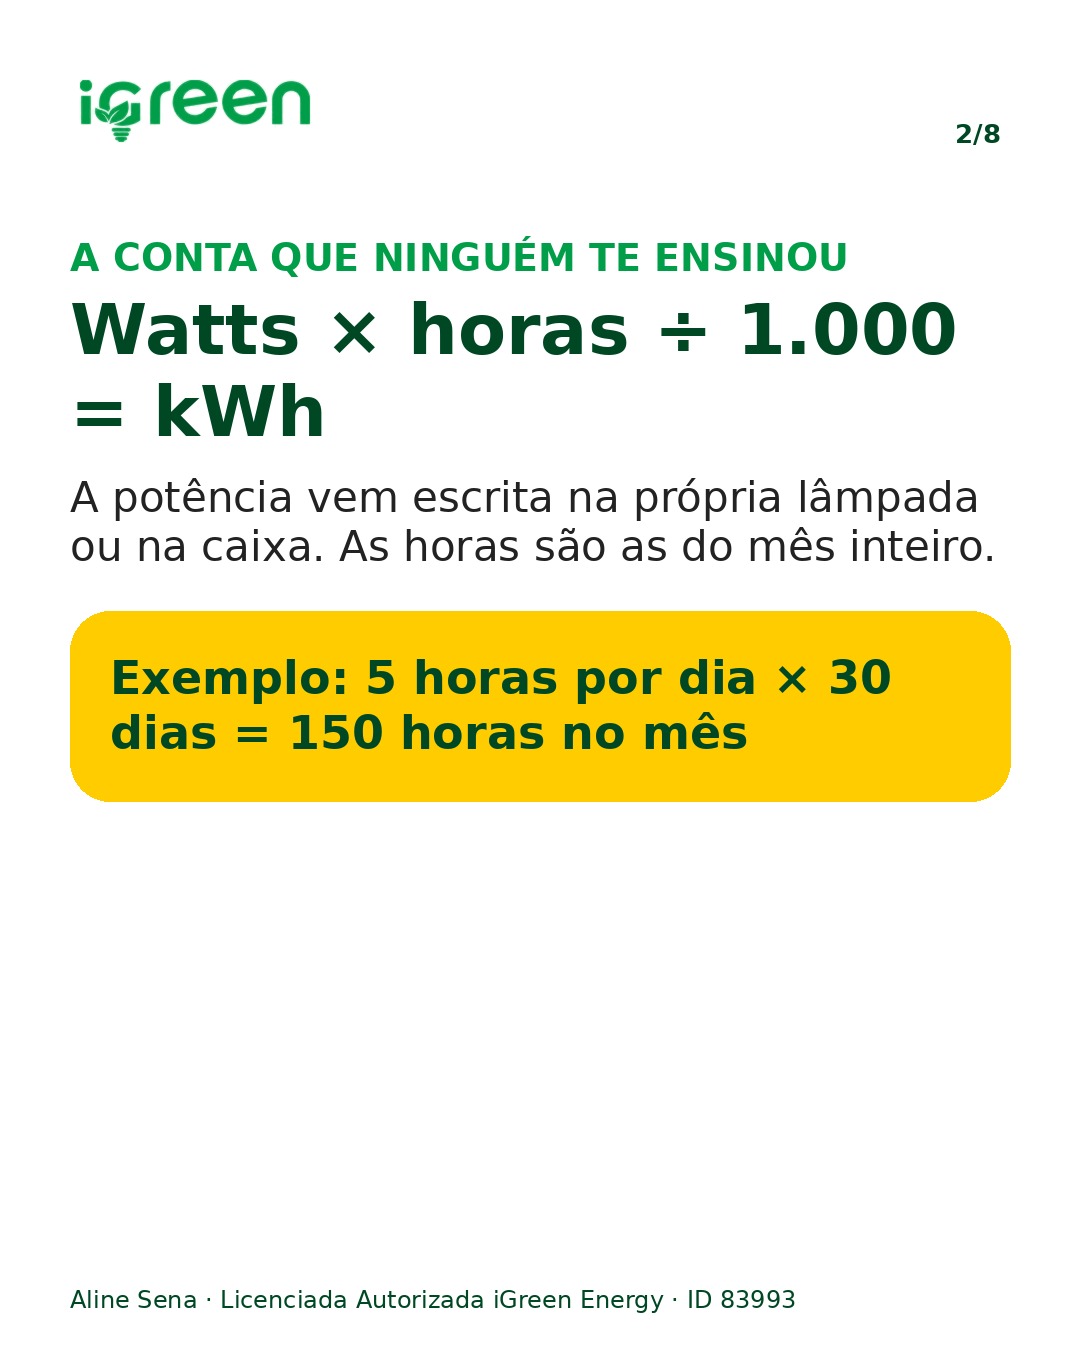 igreen
2/8
A CONTA QUE NINGUÉM TE ENSINOU
Watts × horas ÷ 1.000
= kWh
A potência vem escrita na própria lâmpada
ou na caixa. As horas são as do mês inteiro.
Exemplo: 5 horas por dia × 30
dias = 150 horas no mês
Aline Sena · Licenciada Autorizada iGreen Energy · ID 83993